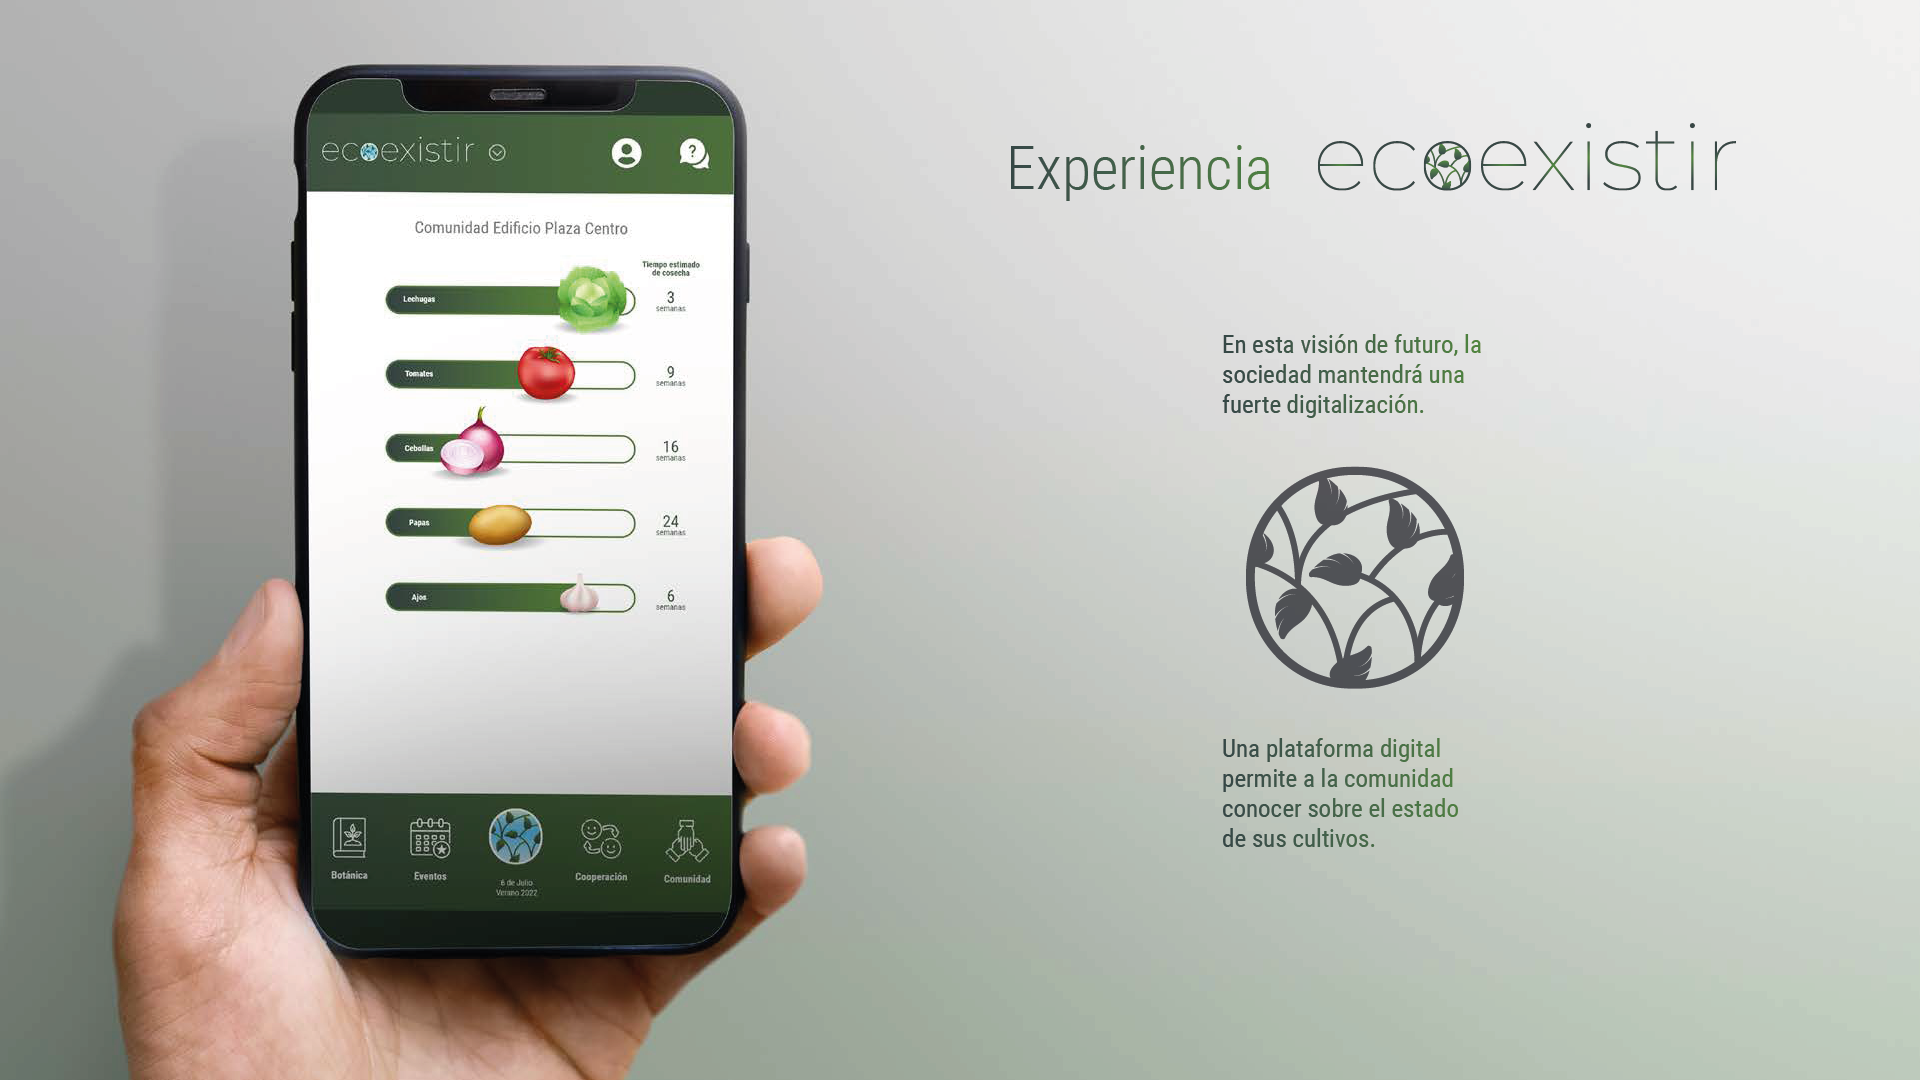 ecoexistir
Comunidad Edificio Plaza Centro
Tiempo estimado
de cosecha
Lechugas
3
semanas
Tomates
9
semanas
Cebollas
16
semanas
Papas
24
semanas
Ajos
6
semanas
Botánica
Eventos
6 de Julio
Verano 2022
Cooperación
Comunidad
Experiencia ecoexistir
En esta visión de futuro, la
sociedad mantendrá una
fuerte digitalización.
Una plataforma digital
permite a la comunidad
conocer sobre el estado
de sus cultivos.